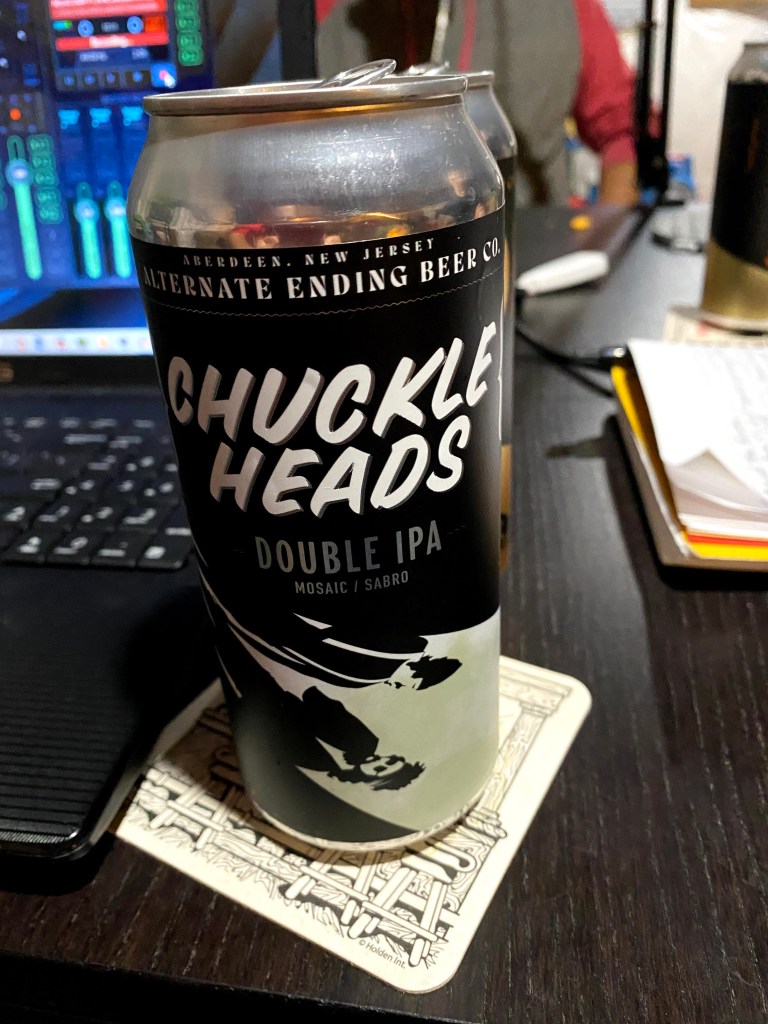 ABERDEEN, NEW JERSEY
ALTERNATE ENDING BEER CO.
CHUCKLE
HEADS
DOUBLE IPA
MOSAIC / SABRO
© Holden Int.